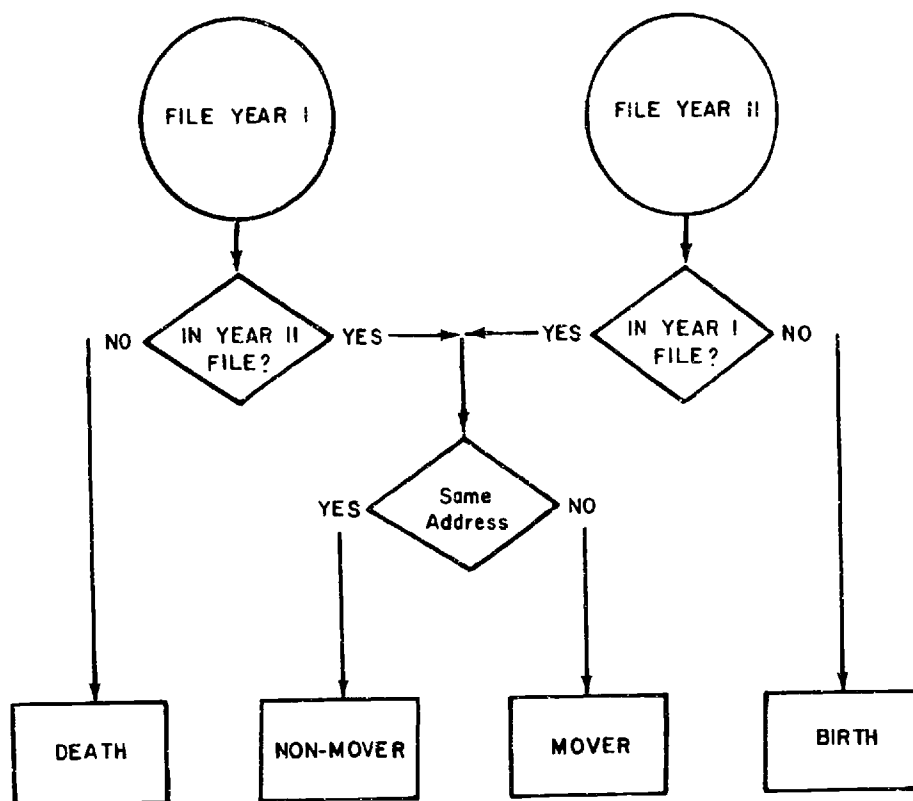 FILE YEAR I
FILE YEAR II
NO
IN YEAR II
FILE?
YES
YES
IN YEAR I
FILE?
NO
YES
Same
Address
NO
DEATH
NON-MOVER
MOVER
BIRTH